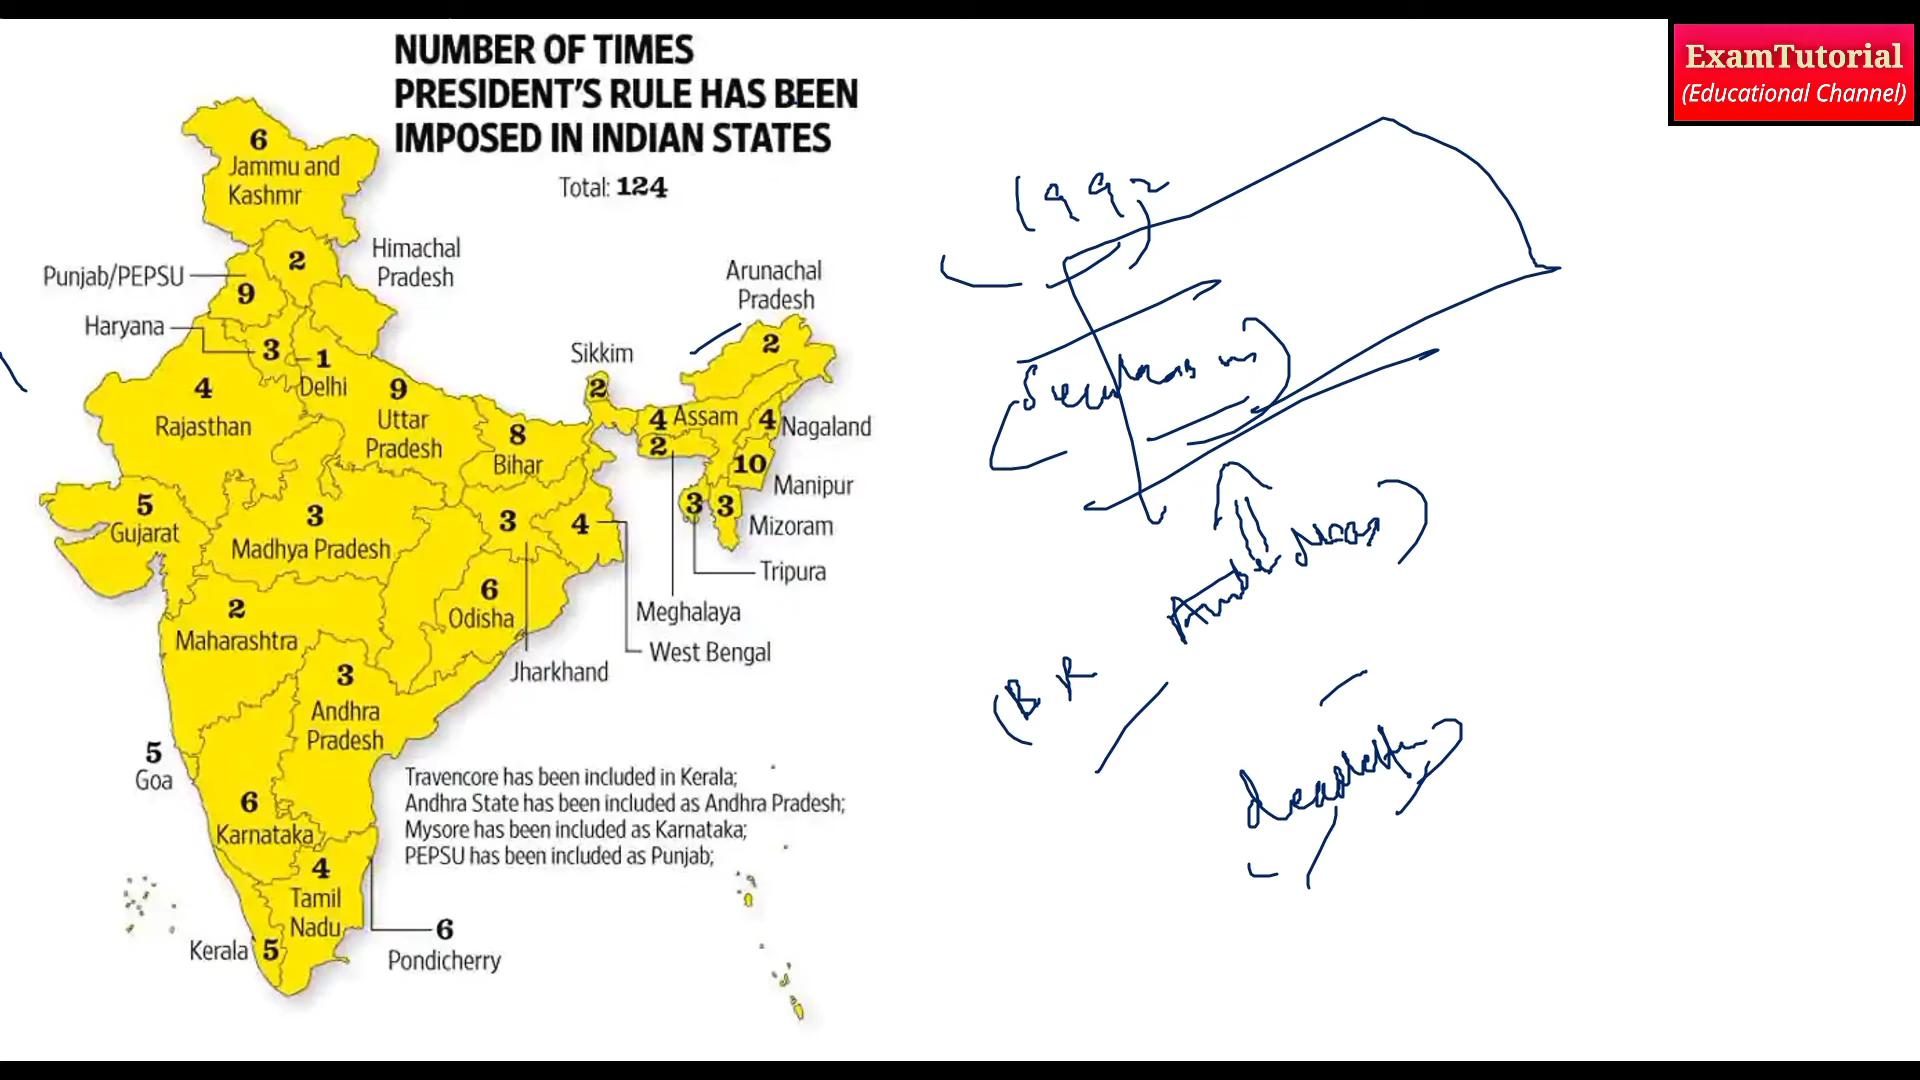 NUMBER OF TIMES
PRESIDENT'S RULE HAS BEEN
IMPOSED IN INDIAN STATES
Total: 124
ExamTutorial
(Educational Channel)
6
Jammu and
Kashmr
2
Himachal
Pradesh
Punjab/PEPSU
9
Haryana
3
1
Delhi
4
Rajasthan
9
Uttar
Pradesh
8
Bihar
Sikkim
2
Arunachal
Pradesh
2
4 Assam
4 Nagaland
2
10
Manipur
3
3
Mizoram
Tripura
Meghalaya
West Bengal
5
Gujarat
3
Madhya Pradesh
3
4
6
Odisha
Jharkhand
2
Maharashtra
3
Andhra
Pradesh
5
Goa
6
Karnataka
4
Tamil
Nadu
Kerala 5
6
Pondicherry
Travencore has been included in Kerala;
Andhra State has been included as Andhra Pradesh;
Mysore has been included as Karnataka;
PEPSU has been included as Punjab;
1992
(B R